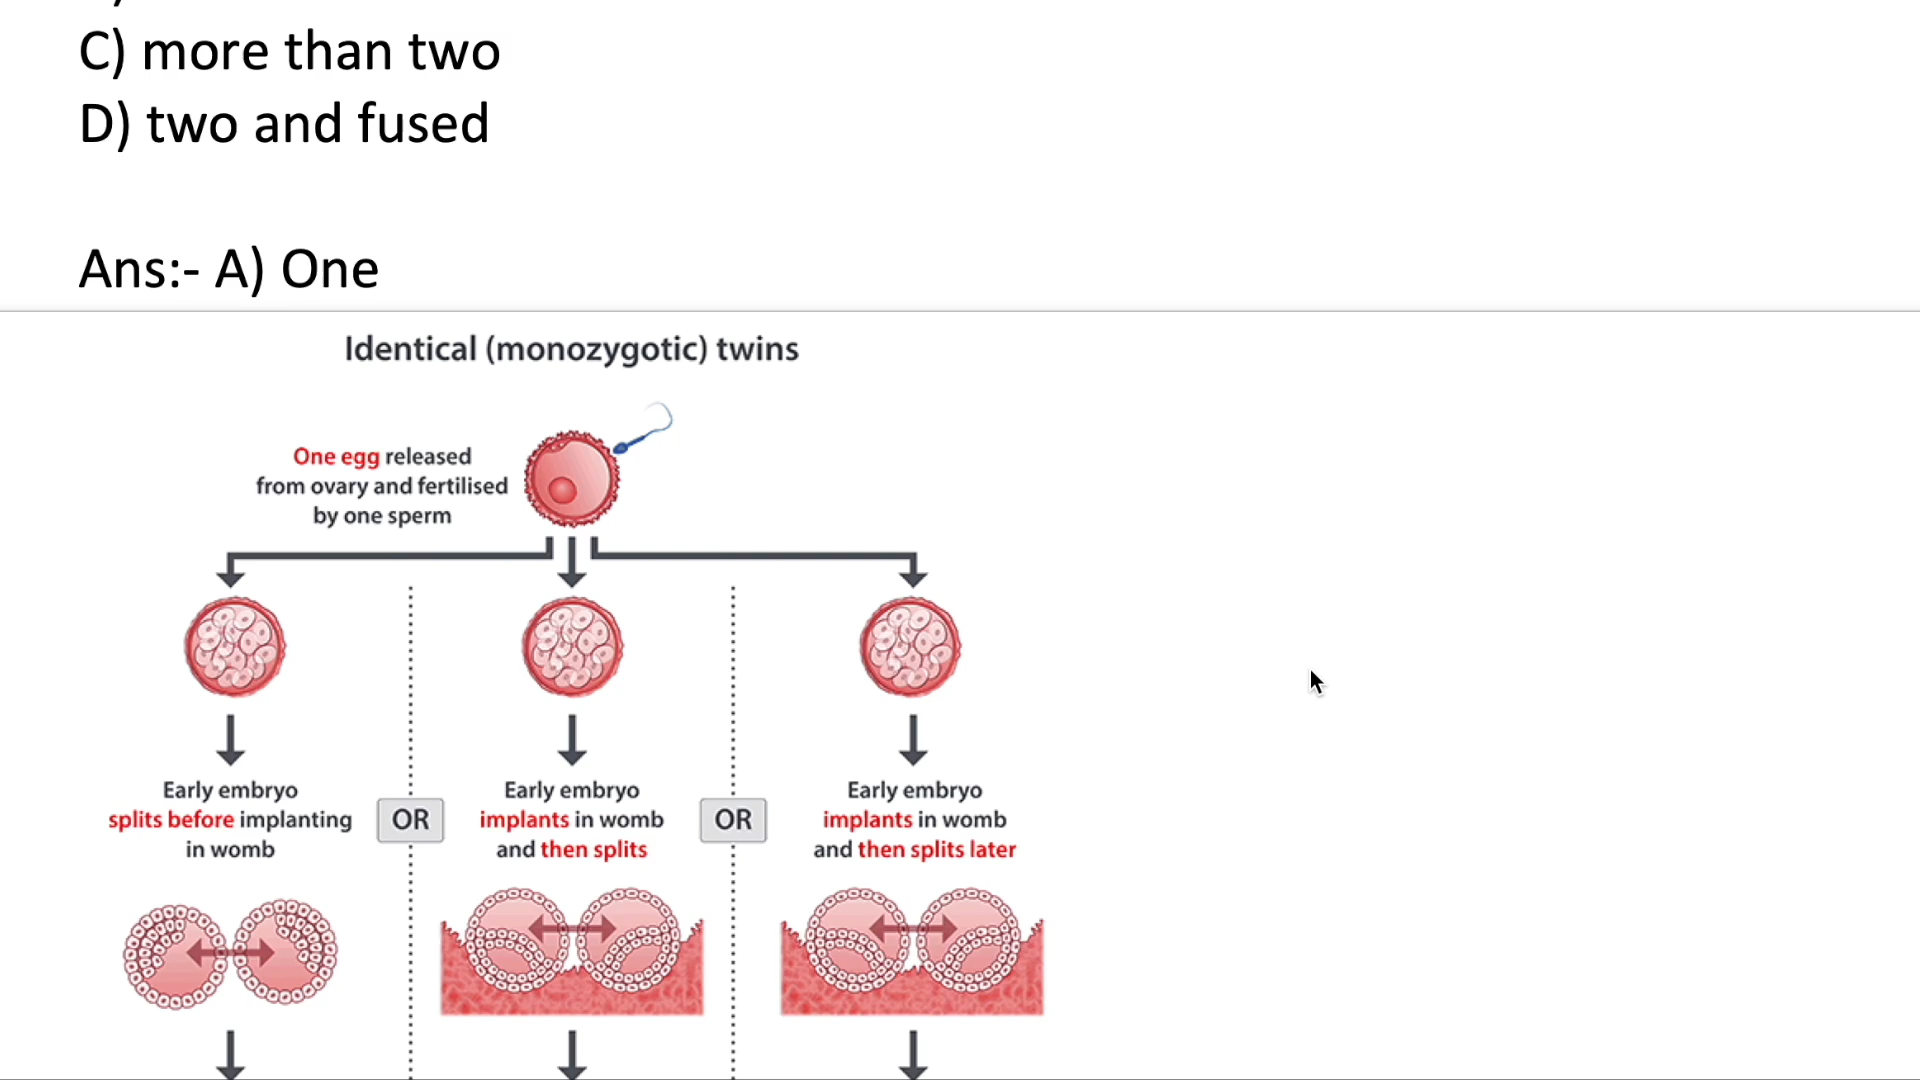 C) more than two
D) two and fused
Ans:- A) One
Identical (monozygotic) twins
One egg released
from ovary and fertilised
by one sperm
Early embryo
splits before implanting
in womb
OR
Early embryo
implants in womb
and then splits
OR
Early embryo
implants in womb
and then splits later